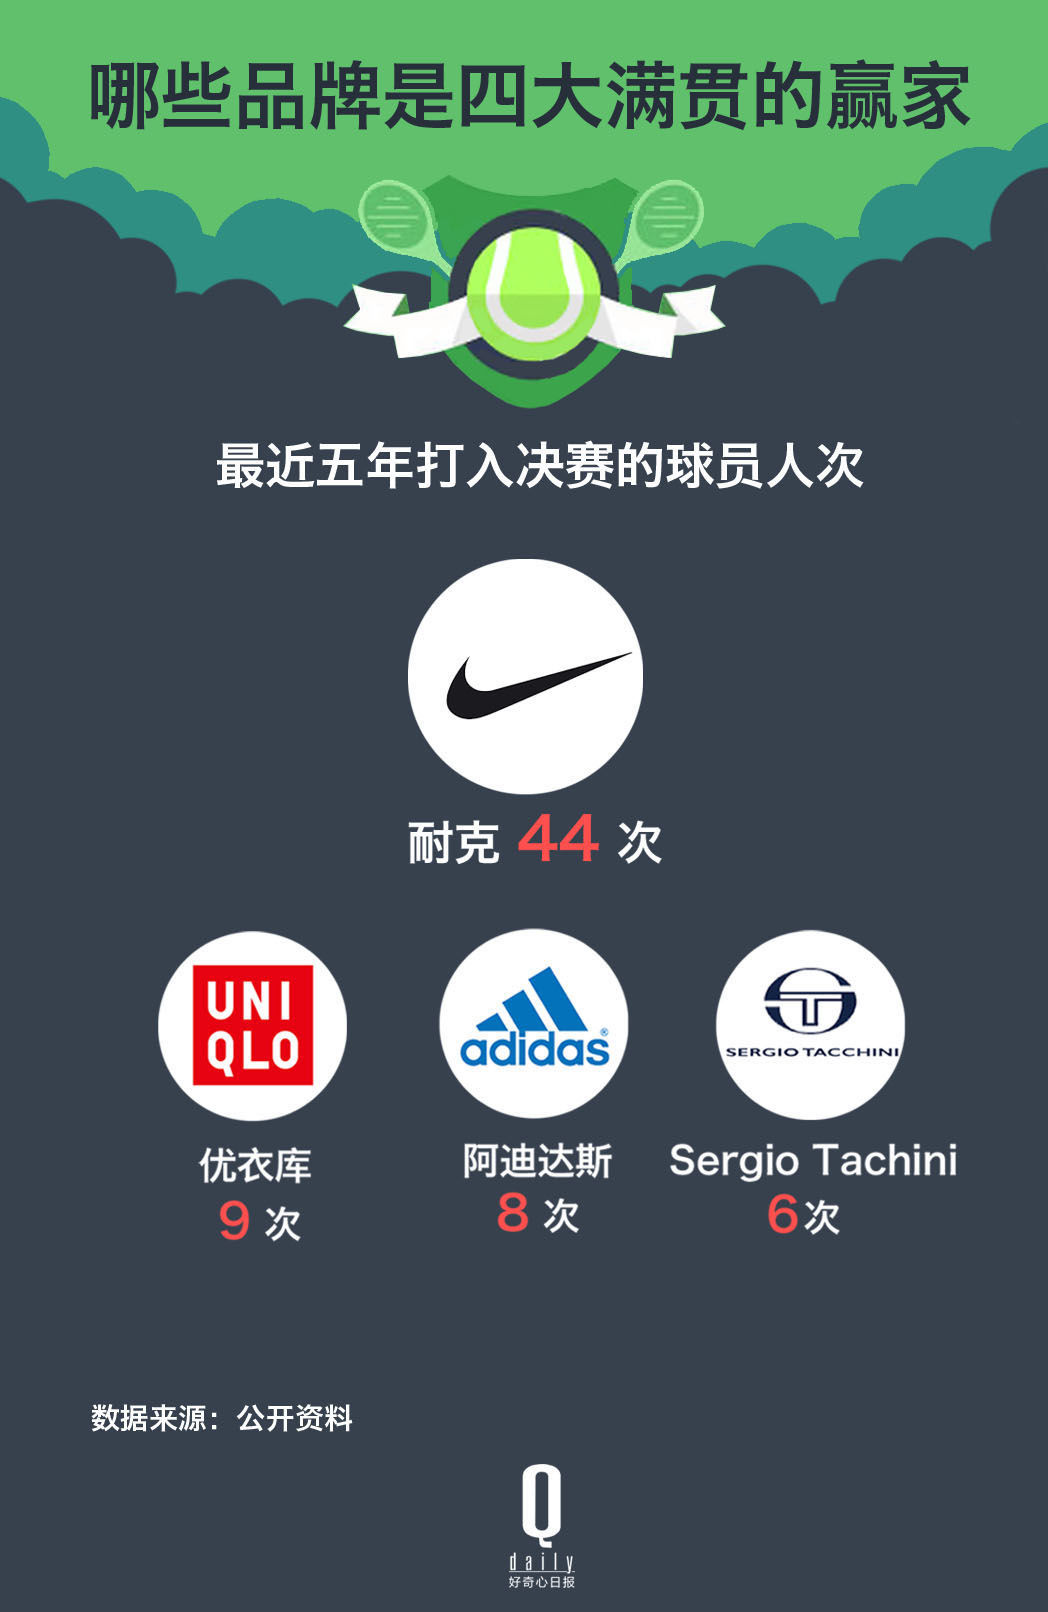 哪些品牌是四大满贯的赢家
最近五年打入决赛的球员人次
耐克 44 次
UNI
QLO
adidas®
SERGIO TACCHINI
优衣库
9 次
阿迪达斯
8 次
Sergio Tachini
6次
数据来源：公开资料
Q
daily
好奇心日报